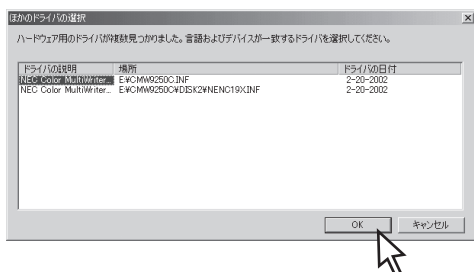 ほかのドライバの選択
ハードウェア用のドライバが複数見つかりました。言語およびデバイスが一致するドライバを選択してください。
ドライバの説明 場所 ドライバの日付
NEC Color MultiWriter... E:¥CMW9250C.INF 2-20-2002
NEC Color MultiWriter... E:¥CMW9250C¥DISK2¥NENC19X.INF 2-20-2002
OK キャンセル